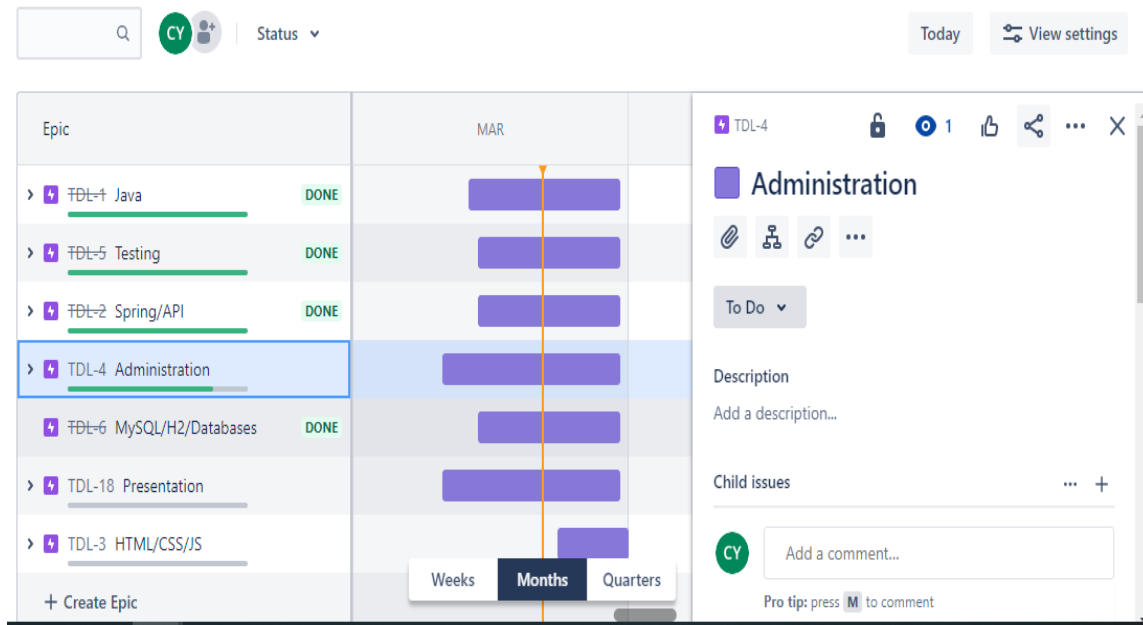 CY
Status
Today
View settings
Epic
MAR
TDL-1 Java DONE
TDL-5 Testing DONE
TDL-2 Spring/API DONE
TDL-4 Administration
TDL-6 MySQL/H2/Databases DONE
TDL-18 Presentation
TDL-3 HTML/CSS/JS
+ Create Epic
Weeks Months Quarters
TDL-4
1
Administration
To Do
Description
Add a description...
Child issues
CY
Add a comment...
Pro tip: press M to comment